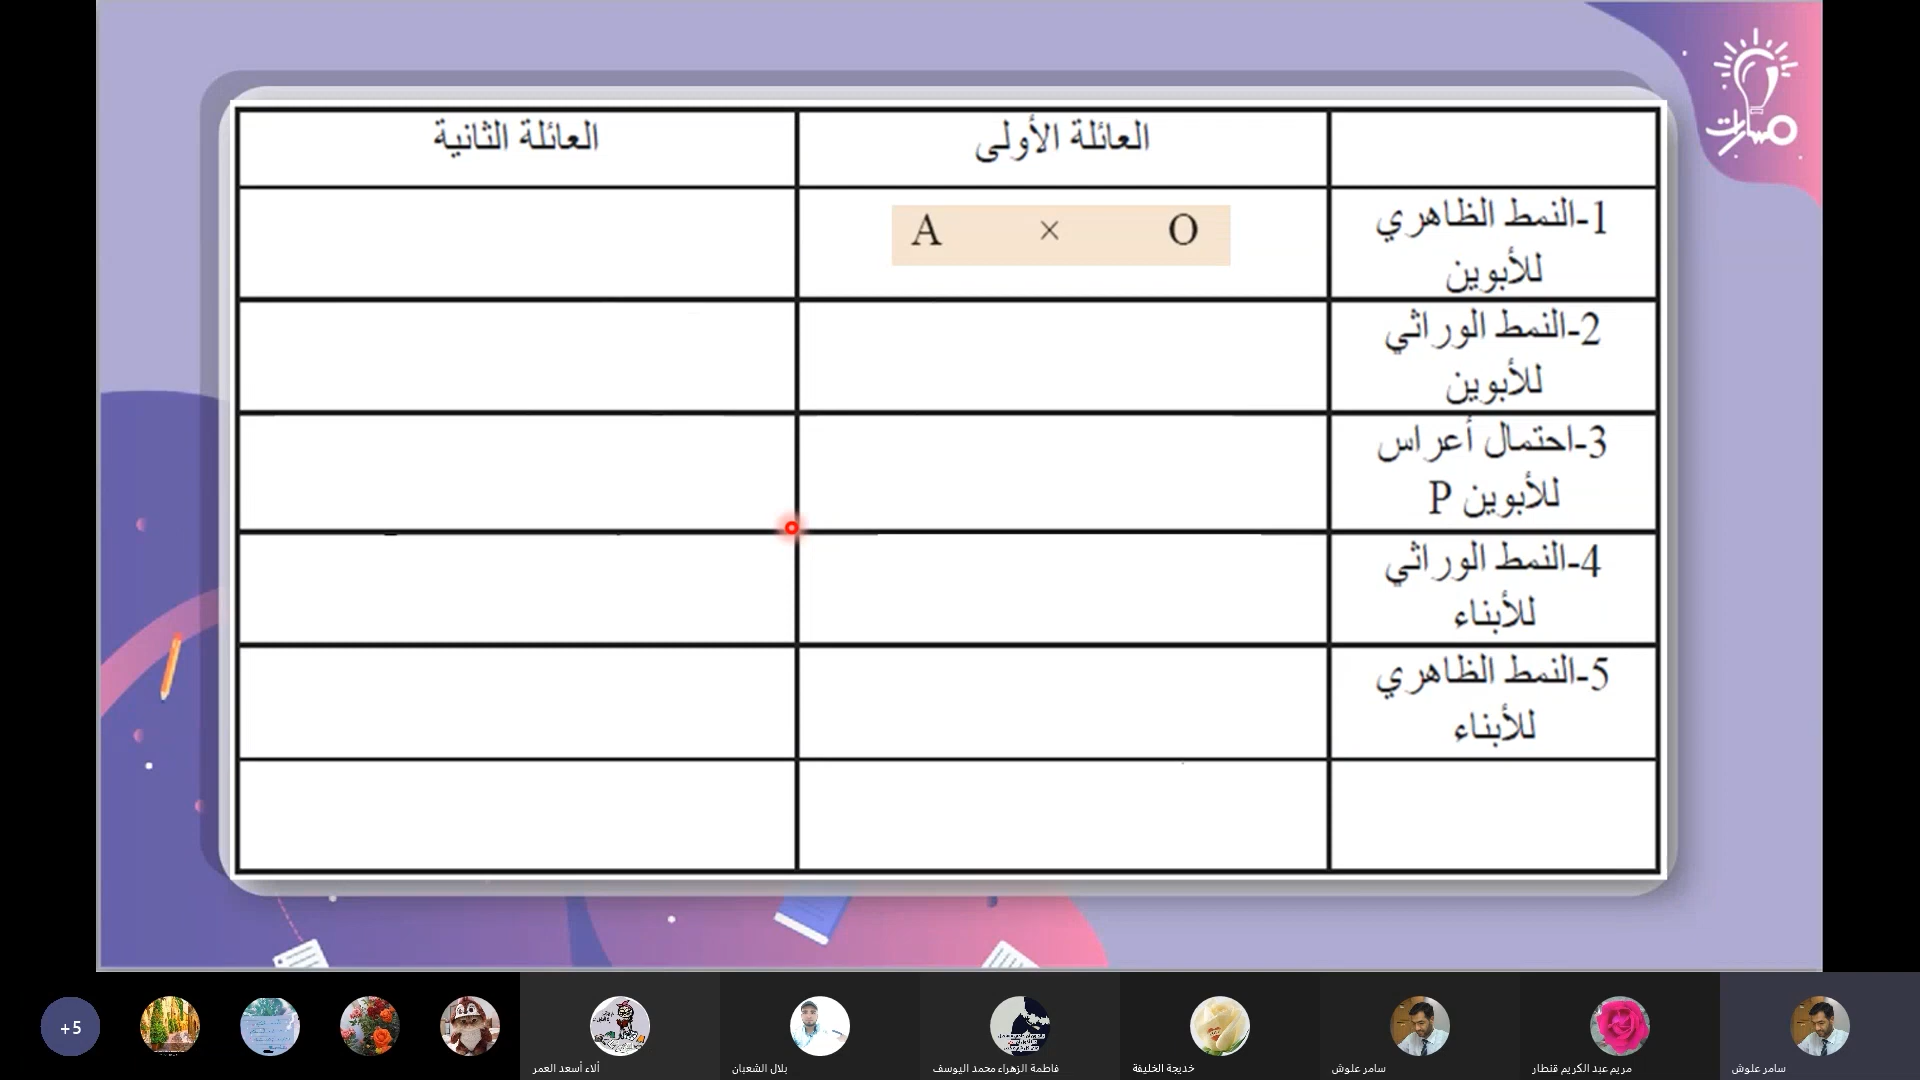 مسارات
العائلة الأولى
العائلة الثانية
1-النمط الظاهري
للأبوين
A × O
2-النمط الوراثي
للأبوين
3-احتمال أعراس
للأبوين P
4-النمط الوراثي
للأبناء
5-النمط الظاهري
للأبناء
+5
ألاء أسعد العمر
بلال الشعبان
فاطمة الزهراء محمد اليوسف
خديجة الخليفة
سامر علوش
مريم عبد الكريم قنطار
سامر علوش